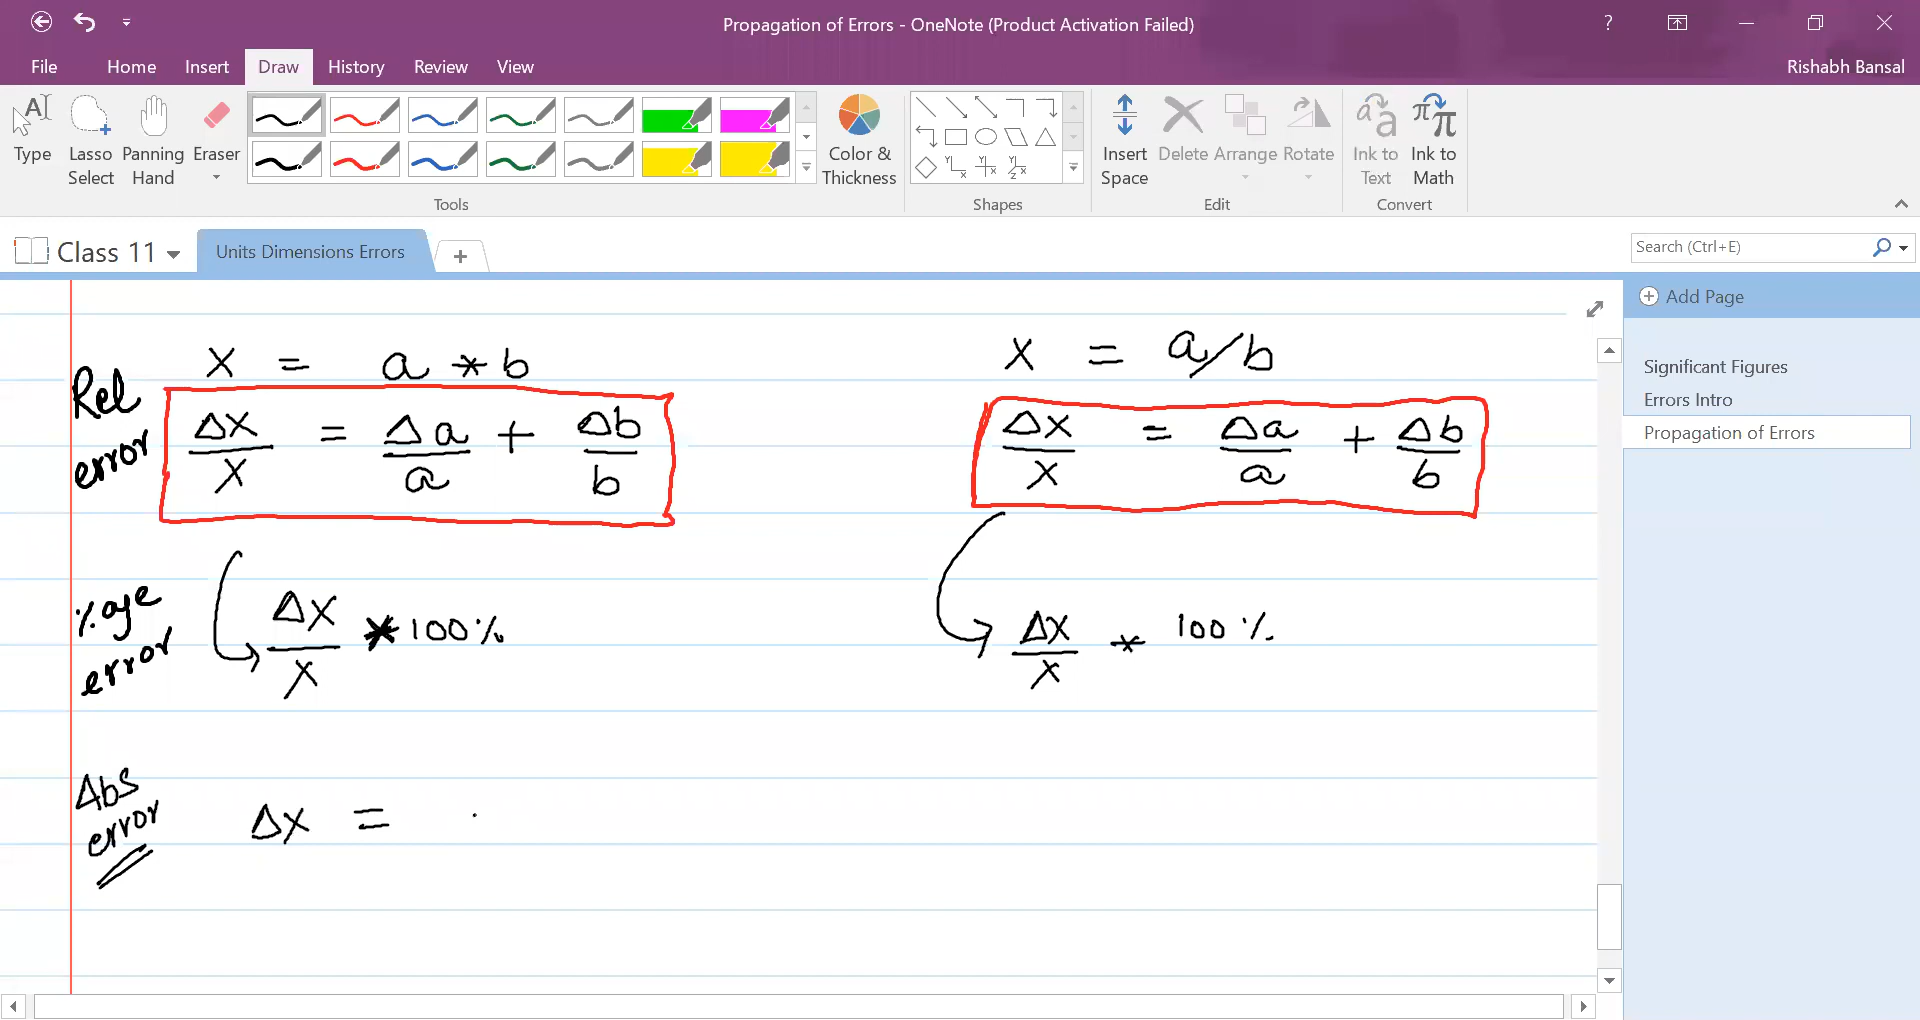 Propagation of Errors - OneNote (Product Activation Failed)
?
File Home Insert Draw History Review View
Rishabh Bansal
Type
Lasso Select
Panning Hand
Eraser
Tools
Color & Thickness
Shapes
Insert Space
Delete
Arrange
Rotate
Edit
Ink to Text
Ink to Math
Convert
Class 11
Units Dimensions Errors
+
Search (Ctrl+E)
Add Page
Significant Figures
Errors Intro
Propagation of Errors
x = a * b
x = a/b
Rel error
Δx/x = Δa/a + Δb/b
Δx/x = Δa/a + Δb/b
%age error
Δx/x * 100%
Δx/x * 100%
Abs error
Δx =